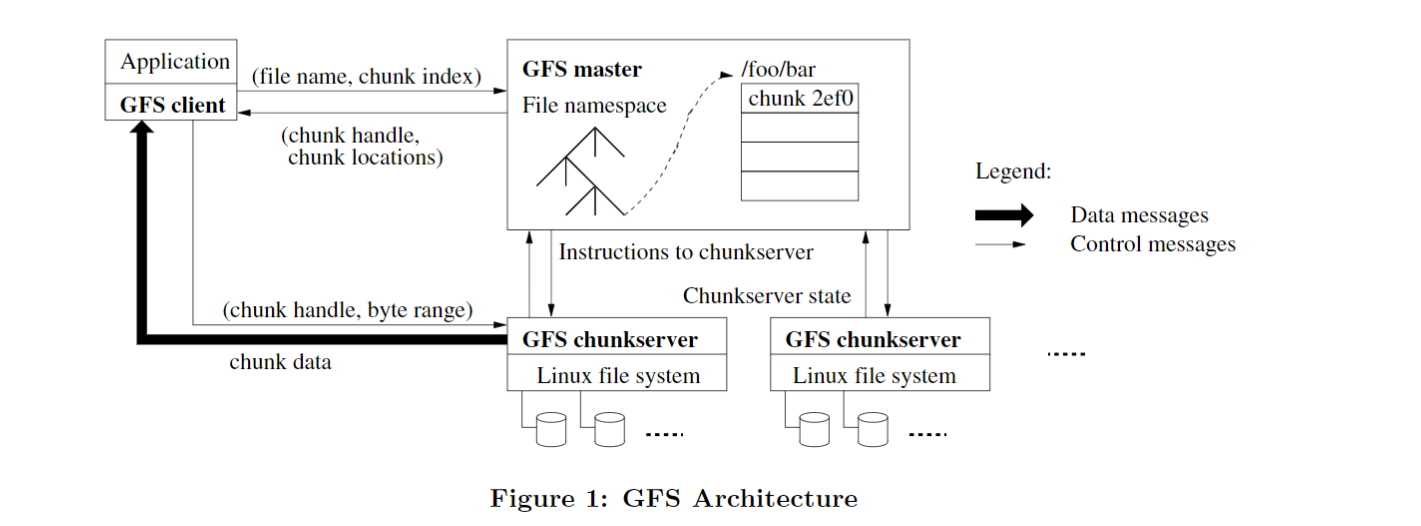 Application
GFS client
(file name, chunk index)
(chunk handle,
chunk locations)
GFS master
File namespace
/foo/bar
chunk 2ef0
Legend:
Data messages
Control messages
Instructions to chunkserver
Chunkserver state
(chunk handle, byte range)
chunk data
GFS chunkserver
Linux file system
GFS chunkserver
Linux file system
Figure 1: GFS Architecture